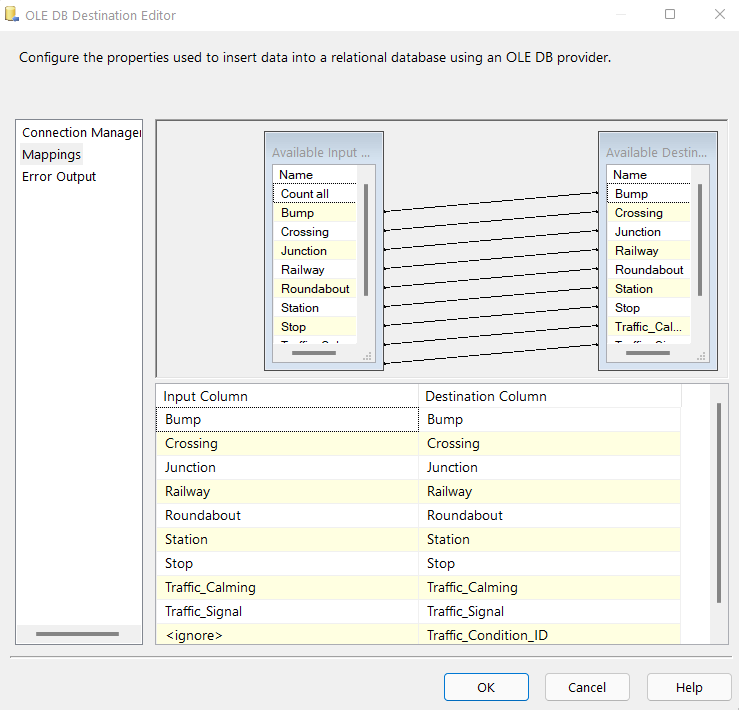 OLE DB Destination Editor
Configure the properties used to insert data into a relational database using an OLE DB provider.
Connection Manager
Mappings
Error Output
Available Input ...
Name
Count all
Bump
Crossing
Junction
Railway
Roundabout
Station
Stop
Available Destin...
Name
Bump
Crossing
Junction
Railway
Roundabout
Station
Stop
Traffic_Cal...
Input Column Destination Column
Bump Bump
Crossing Crossing
Junction Junction
Railway Railway
Roundabout Roundabout
Station Station
Stop Stop
Traffic_Calming Traffic_Calming
Traffic_Signal Traffic_Signal
<ignore> Traffic_Condition_ID
OK Cancel Help